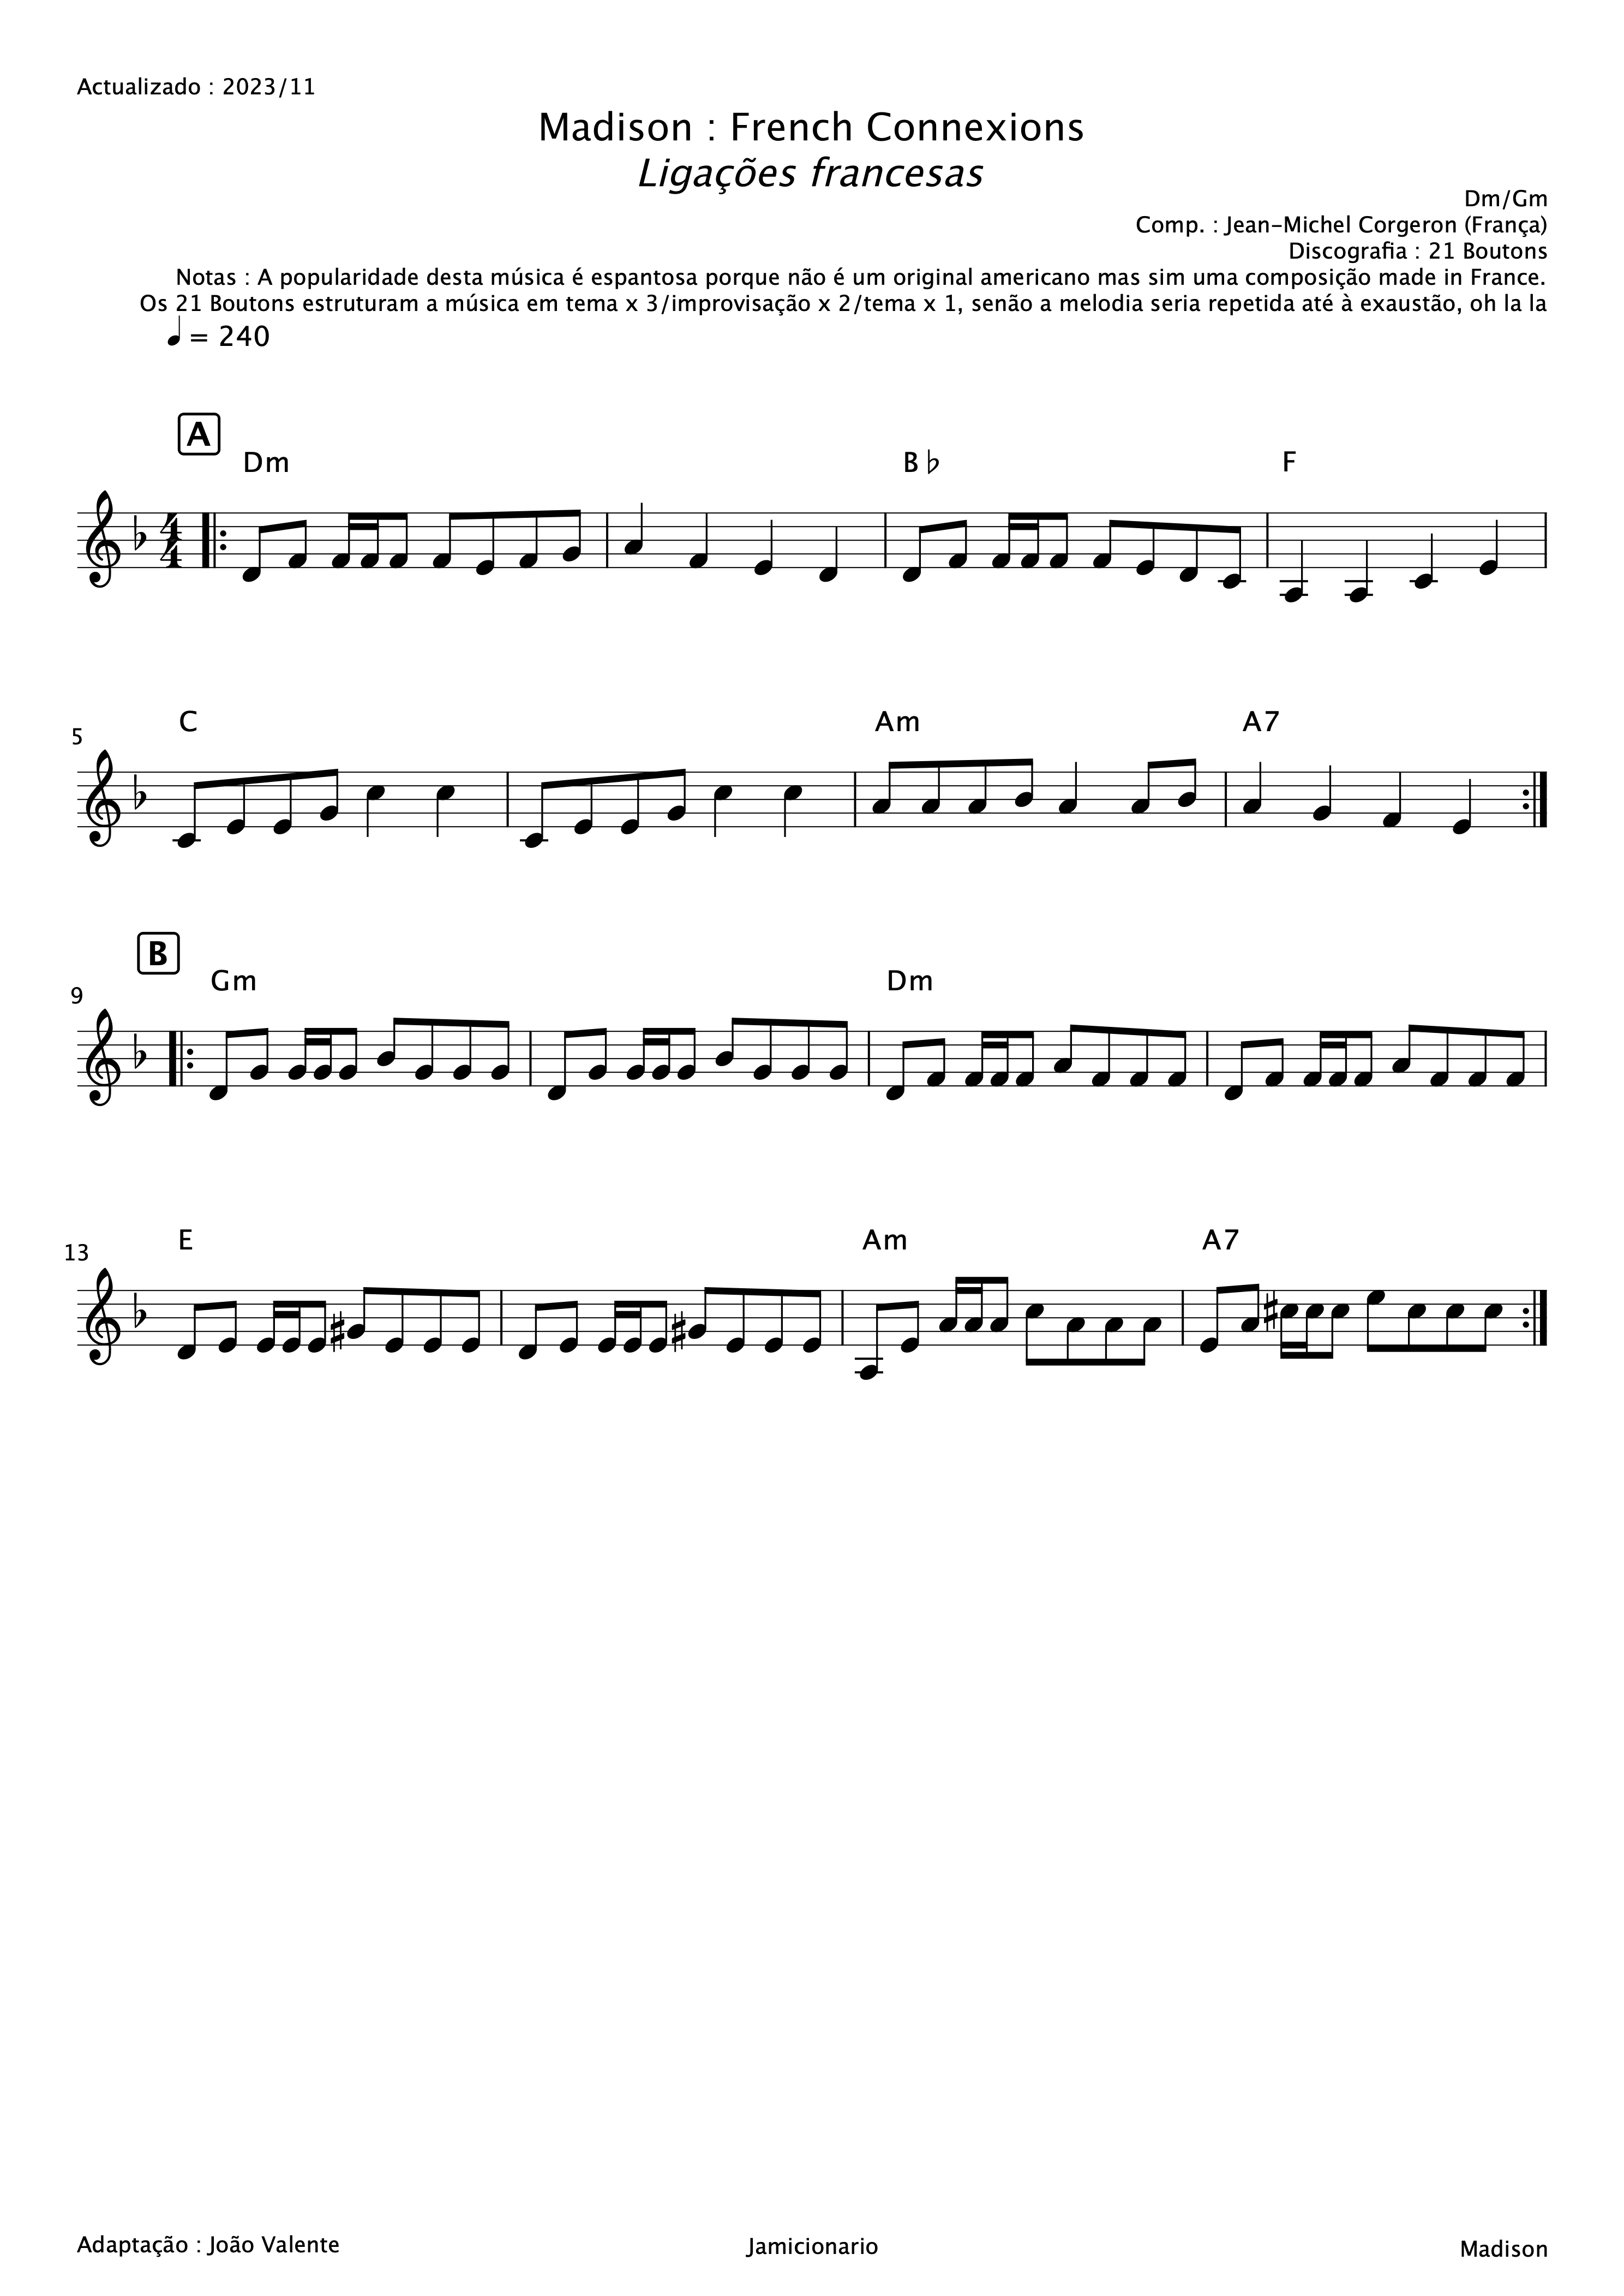 Actualizado : 2023/11
Madison : French Connexions
Ligações francesas
Dm/Gm
Comp. : Jean-Michel Corgeron (França)
Discografia : 21 Boutons
Notas : A popularidade desta música é espantosa porque não é um original americano mas sim uma composição made in France.
Os 21 Boutons estruturam a música em tema x 3/improvisação x 2/tema x 1, senão a melodia seria repetida até à exaustão, oh la la
♩ = 240
A
Dm B♭ F
4/4
C Am A7
5
B
Gm Dm
9
E Am A7
13
Adaptação : João Valente
Jamicionario
Madison